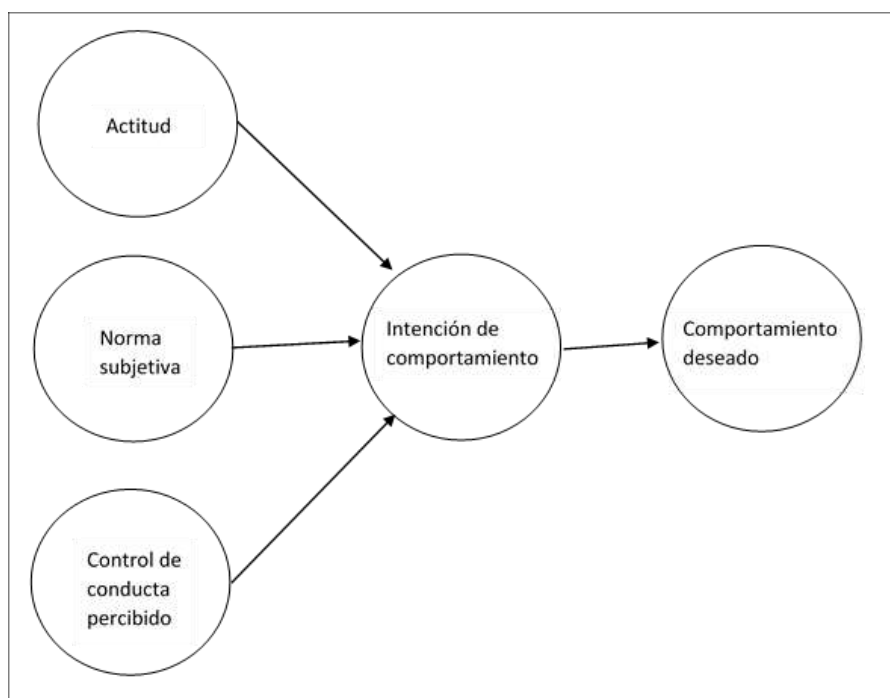 Actitud
Norma
subjetiva
Control de
conducta
percibido
Intención de
comportamiento
Comportamiento
deseado